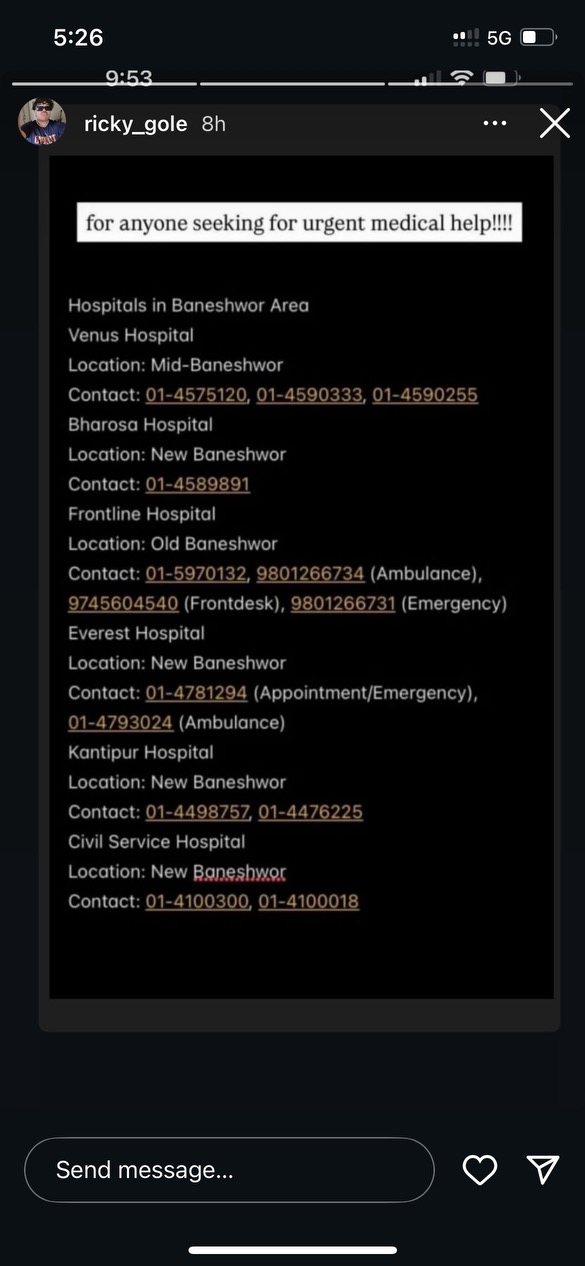 5:26
5G
9:53
ricky_gole 8h
for anyone seeking for urgent medical help!!!!
Hospitals in Baneshwor Area
Venus Hospital
Location: Mid-Baneshwor
Contact: 01-4575120, 01-4590333, 01-4590255
Bharosa Hospital
Location: New Baneshwor
Contact: 01-4589891
Frontline Hospital
Location: Old Baneshwor
Contact: 01-5970132, 9801266734 (Ambulance),
9745604540 (Frontdesk), 9801266731 (Emergency)
Everest Hospital
Location: New Baneshwor
Contact: 01-4781294 (Appointment/Emergency),
01-4793024 (Ambulance)
Kantipur Hospital
Location: New Baneshwor
Contact: 01-4498757, 01-4476225
Civil Service Hospital
Location: New Baneshwor
Contact: 01-4100300, 01-4100018
Send message...